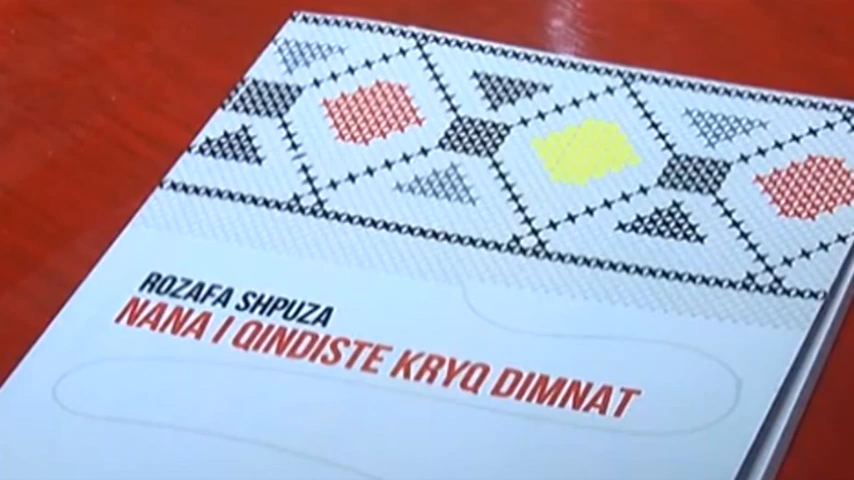 ROZAFA SHPUZA
NANA I QINDISTE KRYQ DIMNAT